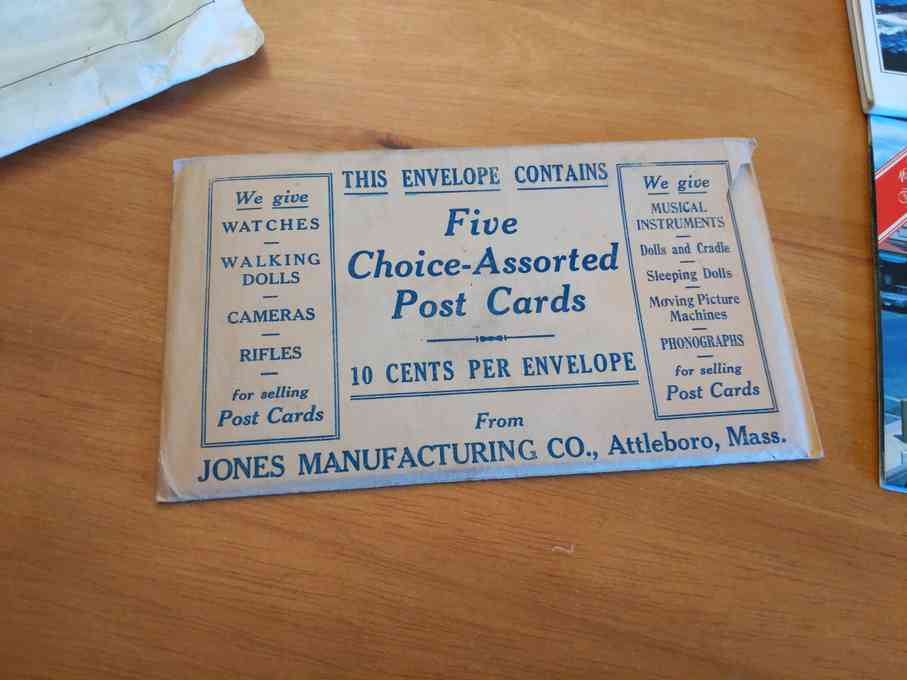 THIS ENVELOPE CONTAINS
Five
Choice-Assorted
Post Cards
10 CENTS PER ENVELOPE
From
JONES MANUFACTURING CO., Attleboro, Mass.
We give
WATCHES
WALKING
DOLLS
CAMERAS
RIFLES
for selling
Post Cards
We give
MUSICAL
INSTRUMENTS
Dolls and Cradle
Sleeping Dolls
Moving Picture
Machines
PHONOGRAPHS
for selling
Post Cards